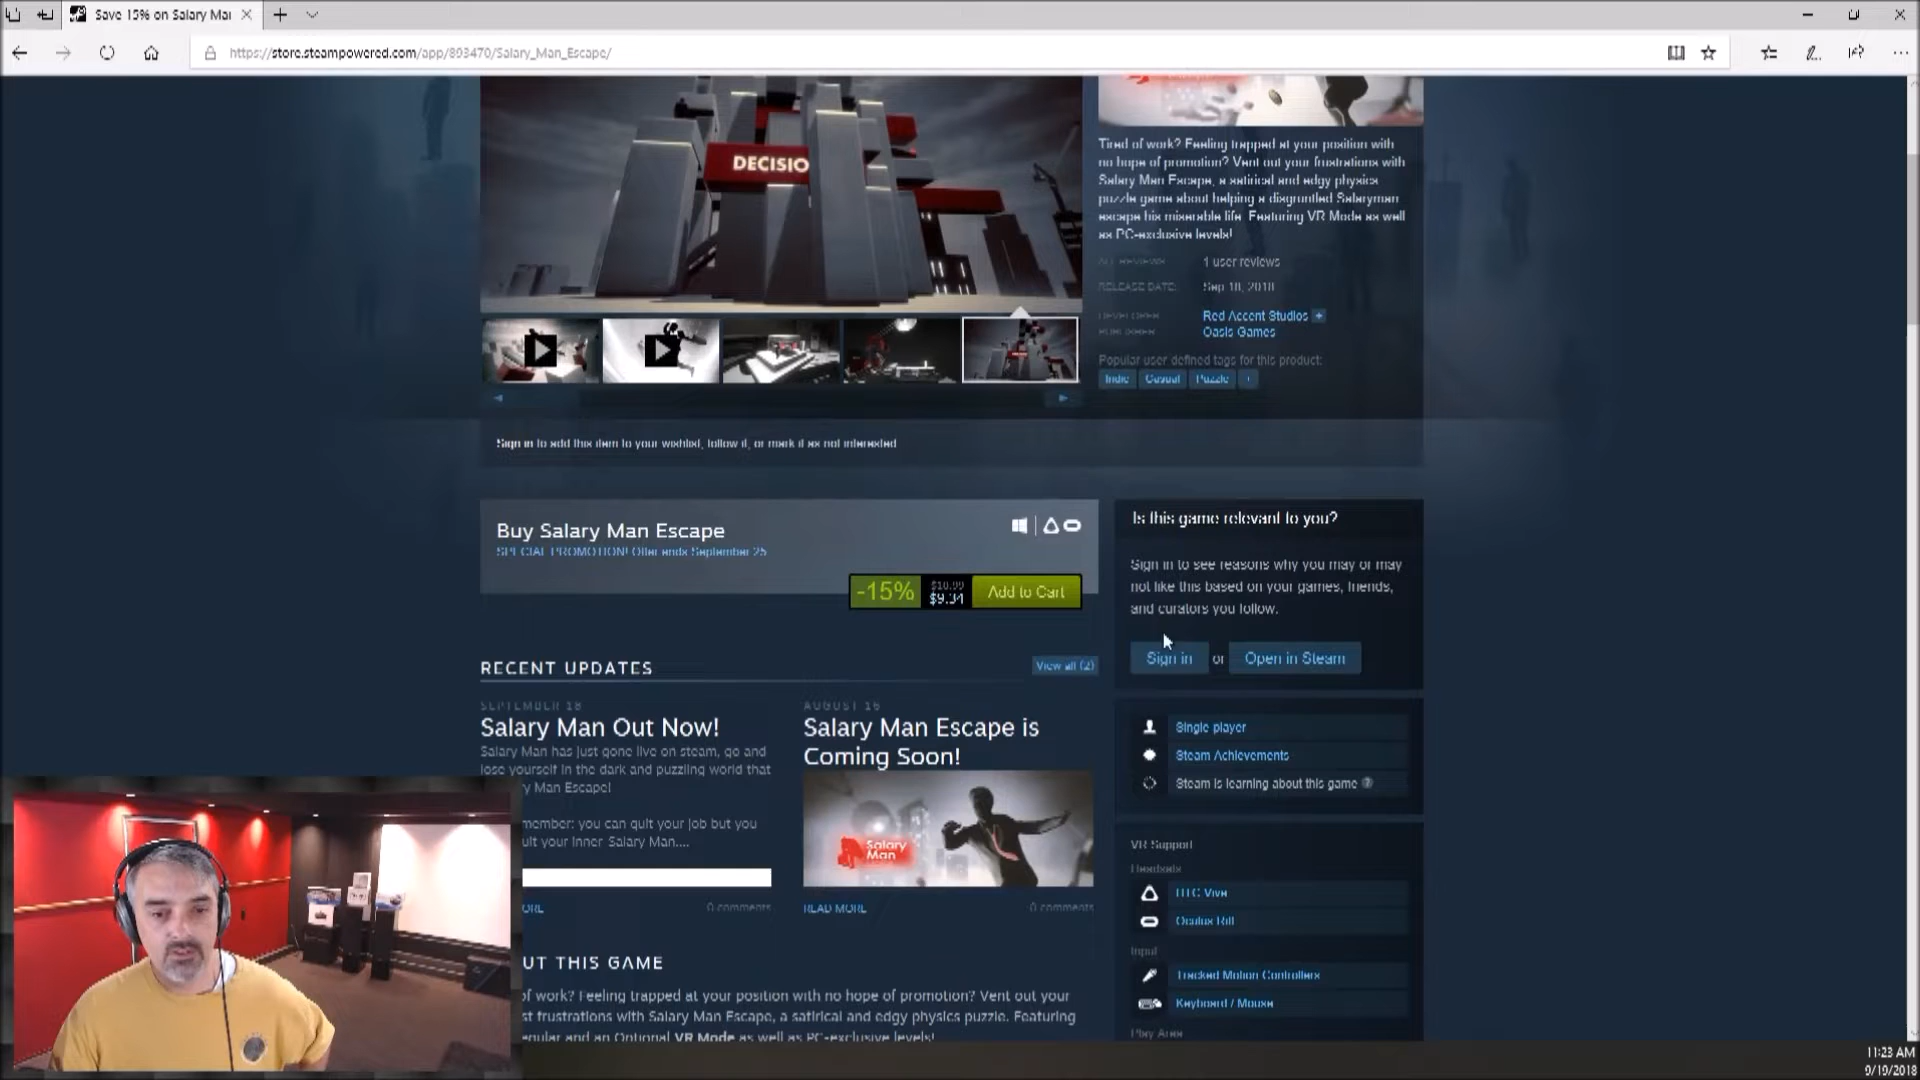 Save 15% on Salary Mai
https://store.steampowered.com/app/893470/Salary_Man_Escape/
DECISIO
Tired of work? Feeling trapped at your position with
no hope of promotion? Vent out your frustrations with
Salary Man Escape, a satirical and edgy physics
puzzle game about helping a disgruntled Salaryman
escape his miserable life. Featuring VR Mode as well
as PC-exclusive levels!
ALL REVIEWS: 1 user reviews
RELEASE DATE: Sep 18, 2018
DEVELOPER: Red Accent Studios +
PUBLISHER: Oasis Games
Popular user defined tags for this product:
Indie Casual Puzzle +
Sign in to add this item to your wishlist, follow it, or mark it as not interested
Buy Salary Man Escape
SPECIAL PROMOTION! Offer ends September 25
-15% $10.99 $9.34 Add to Cart
Is this game relevant to you?
Sign in to see reasons why you may or may
not like this based on your games, friends,
and curators you follow.
Sign in or Open in Steam
RECENT UPDATES
View all (2)
SEPTEMBER 18
Salary Man Out Now!
Salary Man has just gone live on steam, go and
lose yourself in the dark and puzzling world that
y Man Escape!
member: you can quit your job but you
uit your inner Salary Man....
ORE
0 comments
AUGUST 16
Salary Man Escape is
Coming Soon!
Salary
Man
READ MORE
0 comments
Single player
Steam Achievements
Steam is learning about this game ?
VR Support
Headsets
HTC Vive
Oculus Rift
Input
Tracked Motion Controllers
Keyboard / Mouse
Play Area
UT THIS GAME
of work? Feeling trapped at your position with no hope of promotion? Vent out your
st frustrations with Salary Man Escape, a satirical and edgy physics puzzle. Featuring
egular and an Optional VR Mode as well as PC-exclusive levels!
11:23 AM
9/19/2018